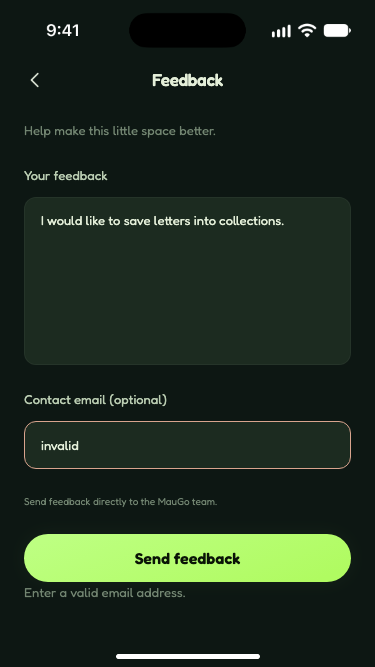 9:41
Feedback
Help make this little space better.
Your feedback
I would like to save letters into collections.
Contact email (optional)
invalid
Send feedback directly to the MauGo team.
Send feedback
Enter a valid email address.